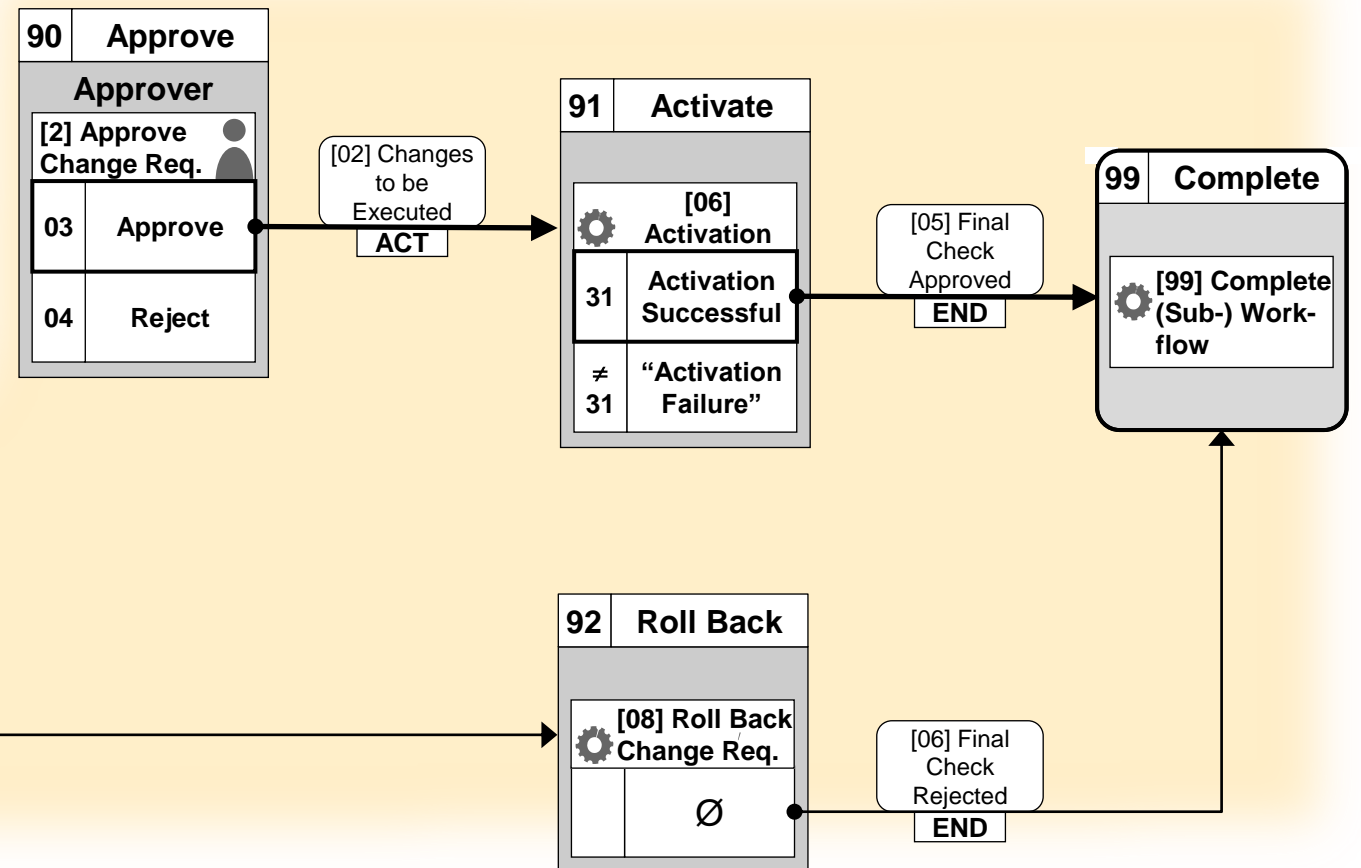 90 Approve
Approver
[2] Approve
Change Req.
03 Approve
04 Reject
[02] Changes
to be
Executed
ACT
91 Activate
[06]
Activation
31 Activation
Successful
≠
31
“Activation
Failure”
[05] Final
Check
Approved
END
99 Complete
[99] Complete
(Sub-) Work-
flow
92 Roll Back
[08] Roll Back
Change Req.
Ø
[06] Final
Check
Rejected
END